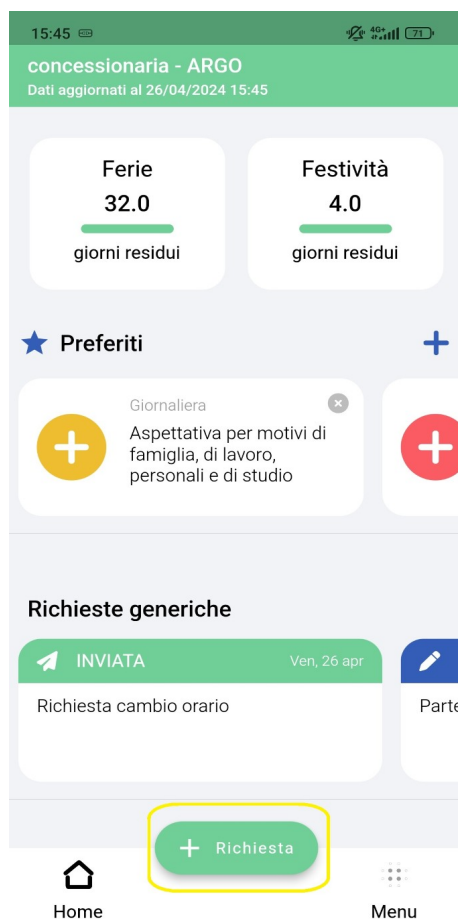 15:45
4G+
71
concessionaria - ARGO
Dati aggiornati al 26/04/2024 15:45
Ferie
32.0
giorni residui
Festività
4.0
giorni residui
Preferiti
Giornaliera
Aspettativa per motivi di
famiglia, di lavoro,
personali e di studio
Richieste generiche
INVIATA
Ven, 26 apr
Richiesta cambio orario
Parte
+ Richiesta
Home
Menu